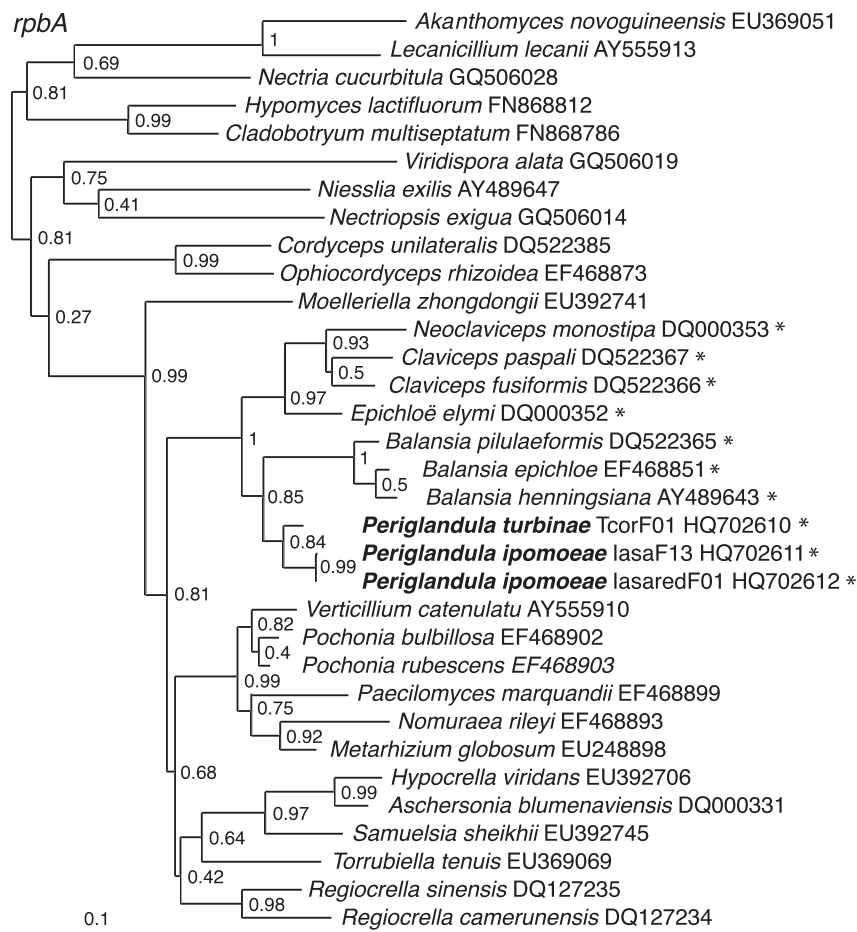 rpbA
Akanthomyces novoguineensis EU369051
1
Lecanicillium lecanii AY555913
0.69
Nectria cucurbitula GQ506028
0.81
Hypomyces lactifluorum FN868812
0.99
Cladobotryum multiseptatum FN868786
Viridispora alata GQ506019
0.75
Niesslia exilis AY489647
0.41
Nectriopsis exigua GQ506014
0.81
Cordyceps unilateralis DQ522385
0.99
Ophiocordyceps rhizoidea EF468873
Moelleriella zhongdongii EU392741
0.27
Neoclaviceps monostipa DQ000353 *
0.93
Claviceps paspali DQ522367 *
0.5
0.99
Claviceps fusiformis DQ522366 *
0.97
Epichloë elymi DQ000352 *
1
Balansia pilulaeformis DQ522365 *
1
Balansia epichloe EF468851 *
0.5
0.85
Balansia henningsiana AY489643 *
Periglandula turbinae TcorF01 HQ702610 *
0.84
Periglandula ipomoeae IasaF13 HQ702611 *
0.99
Periglandula ipomoeae IasaredF01 HQ702612 *
0.81
Verticillium catenulatu AY555910
0.82
Pochonia bulbillosa EF468902
0.4
Pochonia rubescens EF468903
0.99
Paecilomyces marquandii EF468899
0.75
Nomuraea rileyi EF468893
0.92
Metarhizium globosum EU248898
0.68
Hypocrella viridans EU392706
0.99
Aschersonia blumenaviensis DQ000331
0.97
Samuelsia sheikhii EU392745
0.64
Torrubiella tenuis EU369069
0.42
Regiocrella sinensis DQ127235
0.98
Regiocrella camerunensis DQ127234
0.1